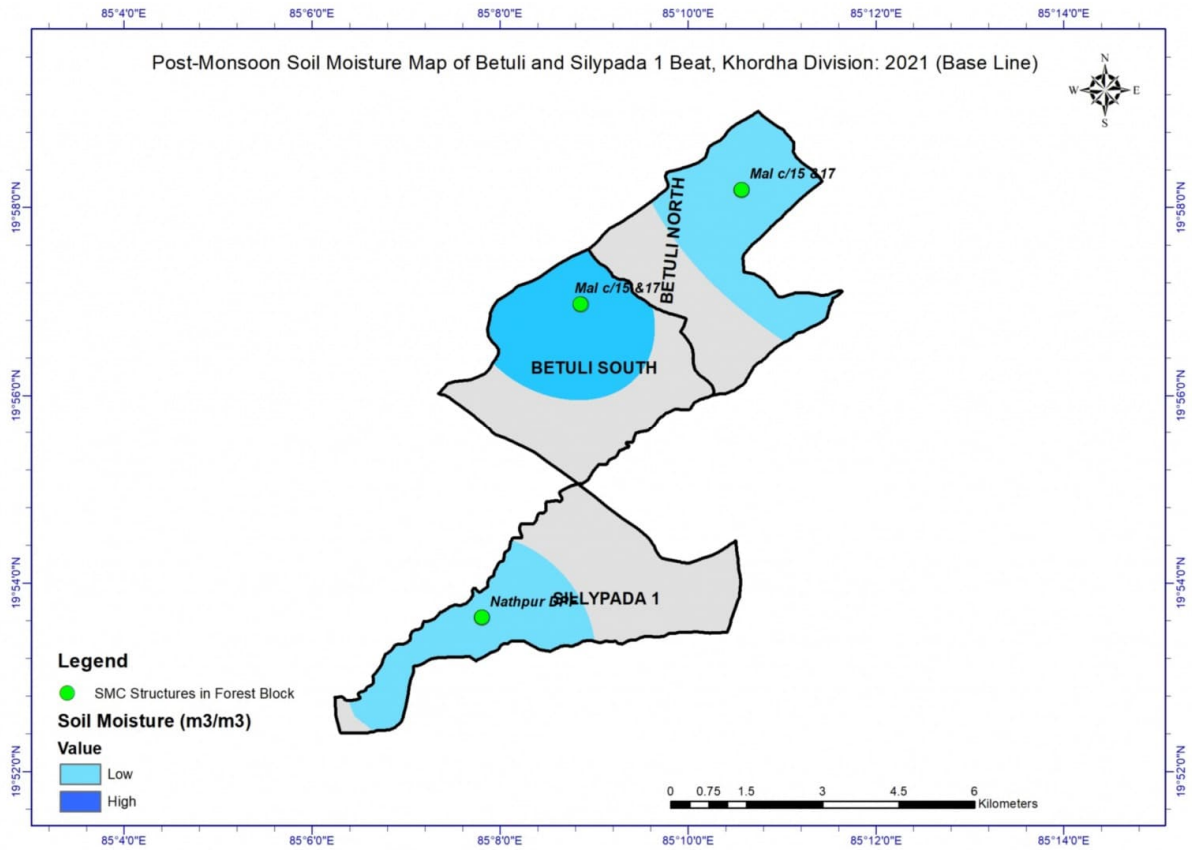 85°4'0"E 85°6'0"E 85°8'0"E 85°10'0"E 85°12'0"E 85°14'0"E
Post-Monsoon Soil Moisture Map of Betuli and Silypada 1 Beat, Khordha Division: 2021 (Base Line)
N
W E
S
Mal c/15 &17
19°58'0"N 19°58'0"N
BETULI NORTH
Mal c/15 &17
BETULI SOUTH
19°56'0"N 19°56'0"N
19°54'0"N 19°54'0"N
Nathpur DPF
SILLYPADA 1
Legend
SMC Structures in Forest Block
Soil Moisture (m3/m3)
Value
Low
High
19°52'0"N 19°52'0"N
0 0.75 1.5 3 4.5 6
Kilometers
85°4'0"E 85°6'0"E 85°8'0"E 85°10'0"E 85°12'0"E 85°14'0"E